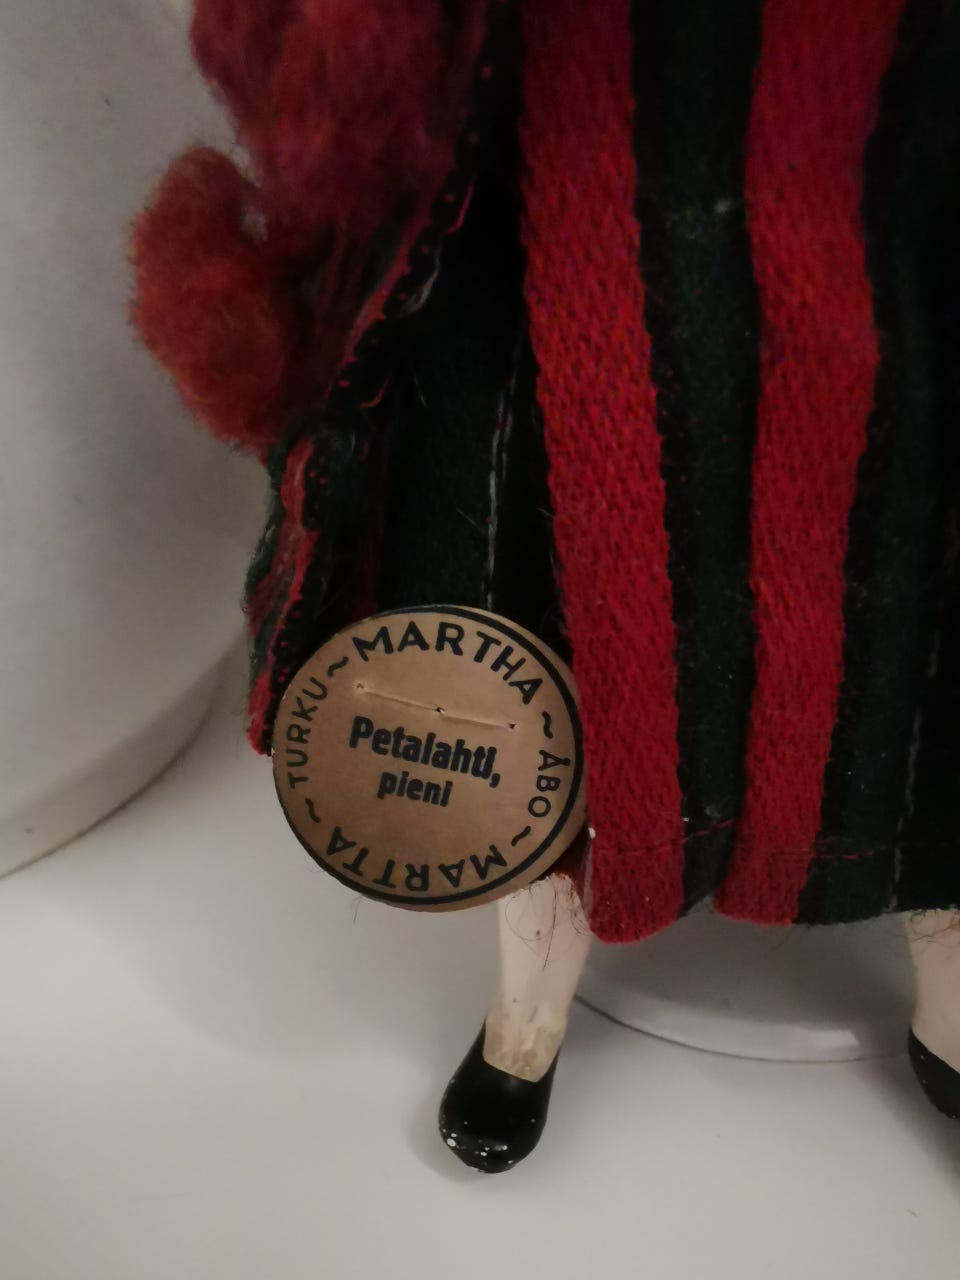 MARTHA ~ ÅBO ~ MARTTA ~ TURKU ~
Petalahti,
pieni